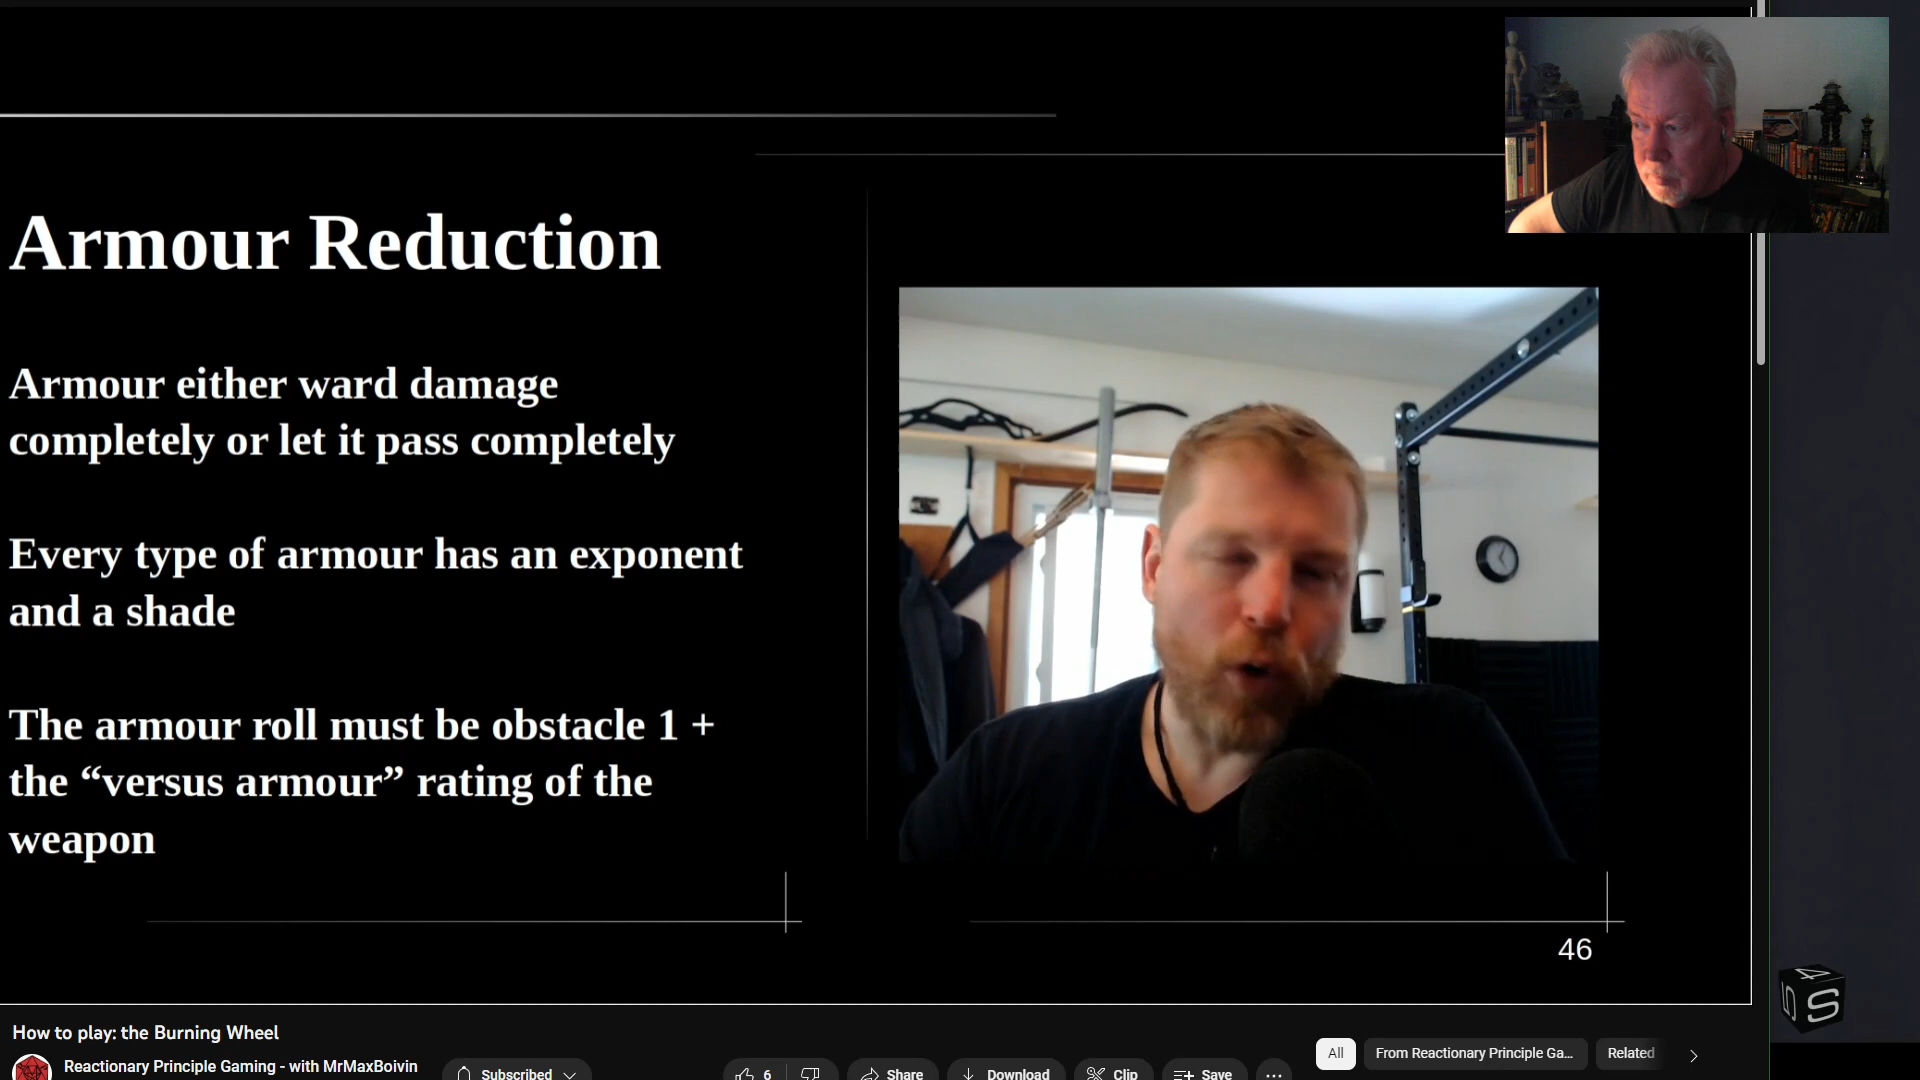 Armour Reduction
Armour either ward damage
completely or let it pass completely
Every type of armour has an exponent
and a shade
The armour roll must be obstacle 1 +
the “versus armour” rating of the
weapon
46
4
5 S
How to play: the Burning Wheel
Reactionary Principle Gaming - with MrMaxBoivin
Subscribed
6
Share
Download
Clip
Save
All
From Reactionary Principle Ga...
Related